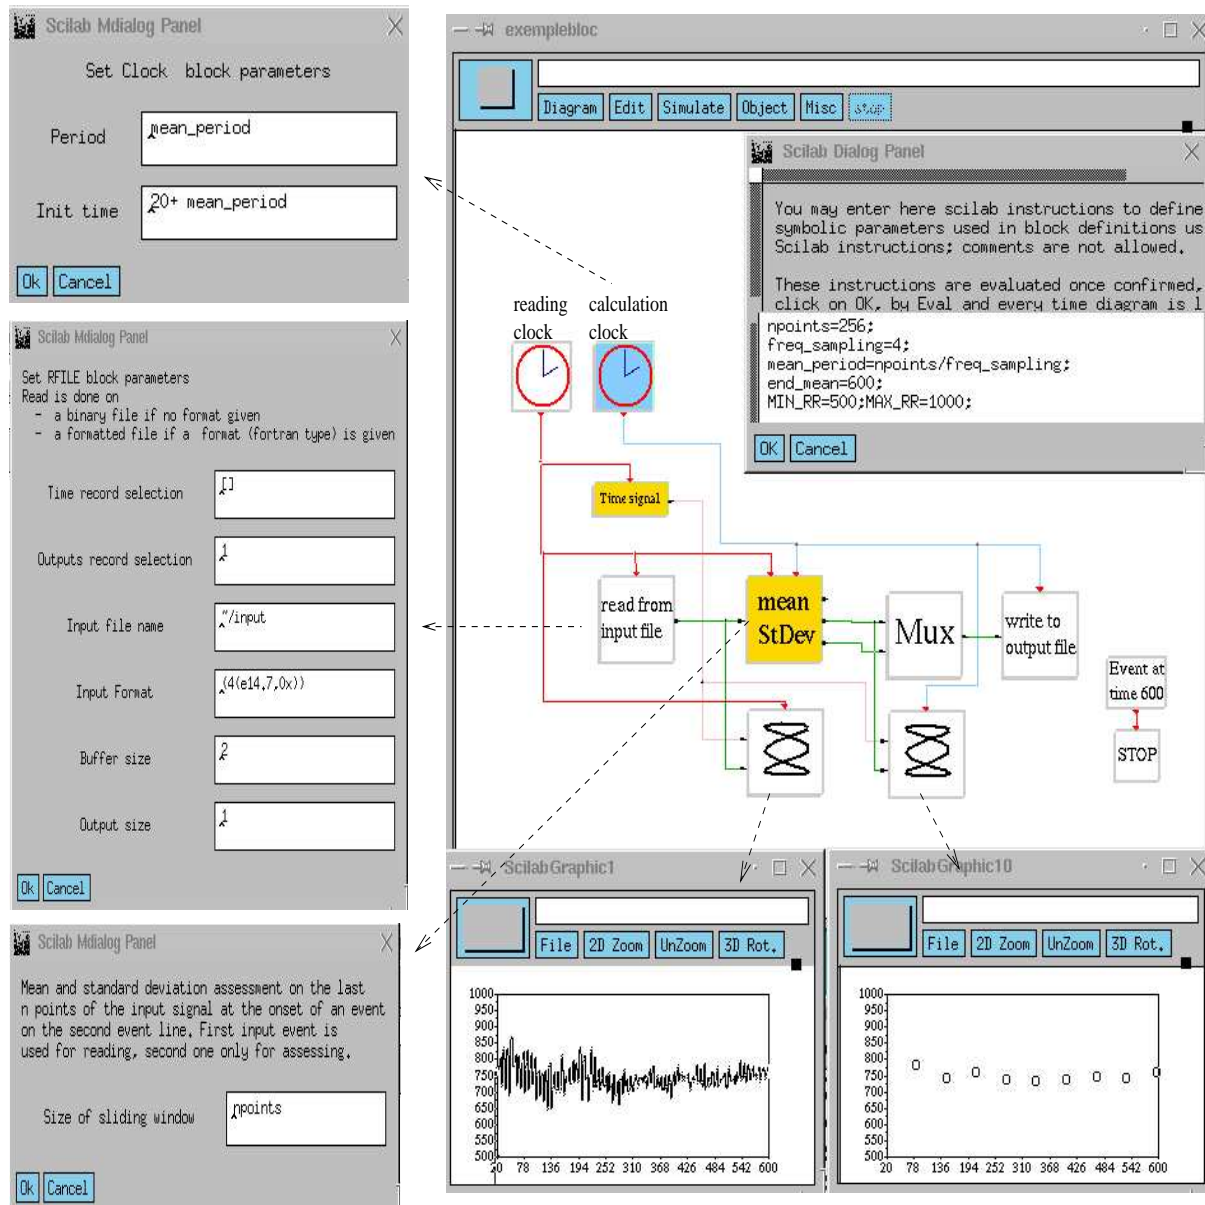 Scilab Mdialog Panel
Set Clock block parameters
Period
mean_period
Init time
20+ mean_period
Ok Cancel
Scilab Mdialog Panel
Set RFILE block parameters
Read is done on
- a binary file if no format given
- a formatted file if a format (fortran type) is given
Time record selection
[]
Outputs record selection
1
Input file name
~/input
Input Format
(4(e14.7,0x))
Buffer size
2
Output size
1
Ok Cancel
Scilab Mdialog Panel
Mean and standard deviation assessment on the last
n points of the input signal at the onset of an event
on the second event line. First input event is
used for reading, second one only for assessing.
Size of sliding window
npoints
Ok Cancel
exemplebloc
Diagram Edit Simulate Object Misc stop
Scilab Dialog Panel
You may enter here scilab instructions to define
symbolic parameters used in block definitions us
Scilab instructions; comments are not allowed.
These instructions are evaluated once confirmed,
click on OK, by Eval and every time diagram is l
npoints=256;
freq_sampling=4;
mean_period=npoints/freq_sampling;
end_mean=600;
MIN_RR=500;MAX_RR=1000;
OK Cancel
reading
clock
calculation
clock
Time signal
read from
input file
mean
StDev
Mux
write to
output file
Event at
time 600
STOP
ScilabGraphic1
File 2D Zoom UnZoom 3D Rot.
1000
950
900
850
800
750
700
650
600
550
500
20 78 136 194 252 310 368 426 484 542 600
ScilabGraphic10
File 2D Zoom UnZoom 3D Rot.
1000
950
900
850
800
750
700
650
600
550
500
20 78 136 194 252 310 368 426 484 542 600